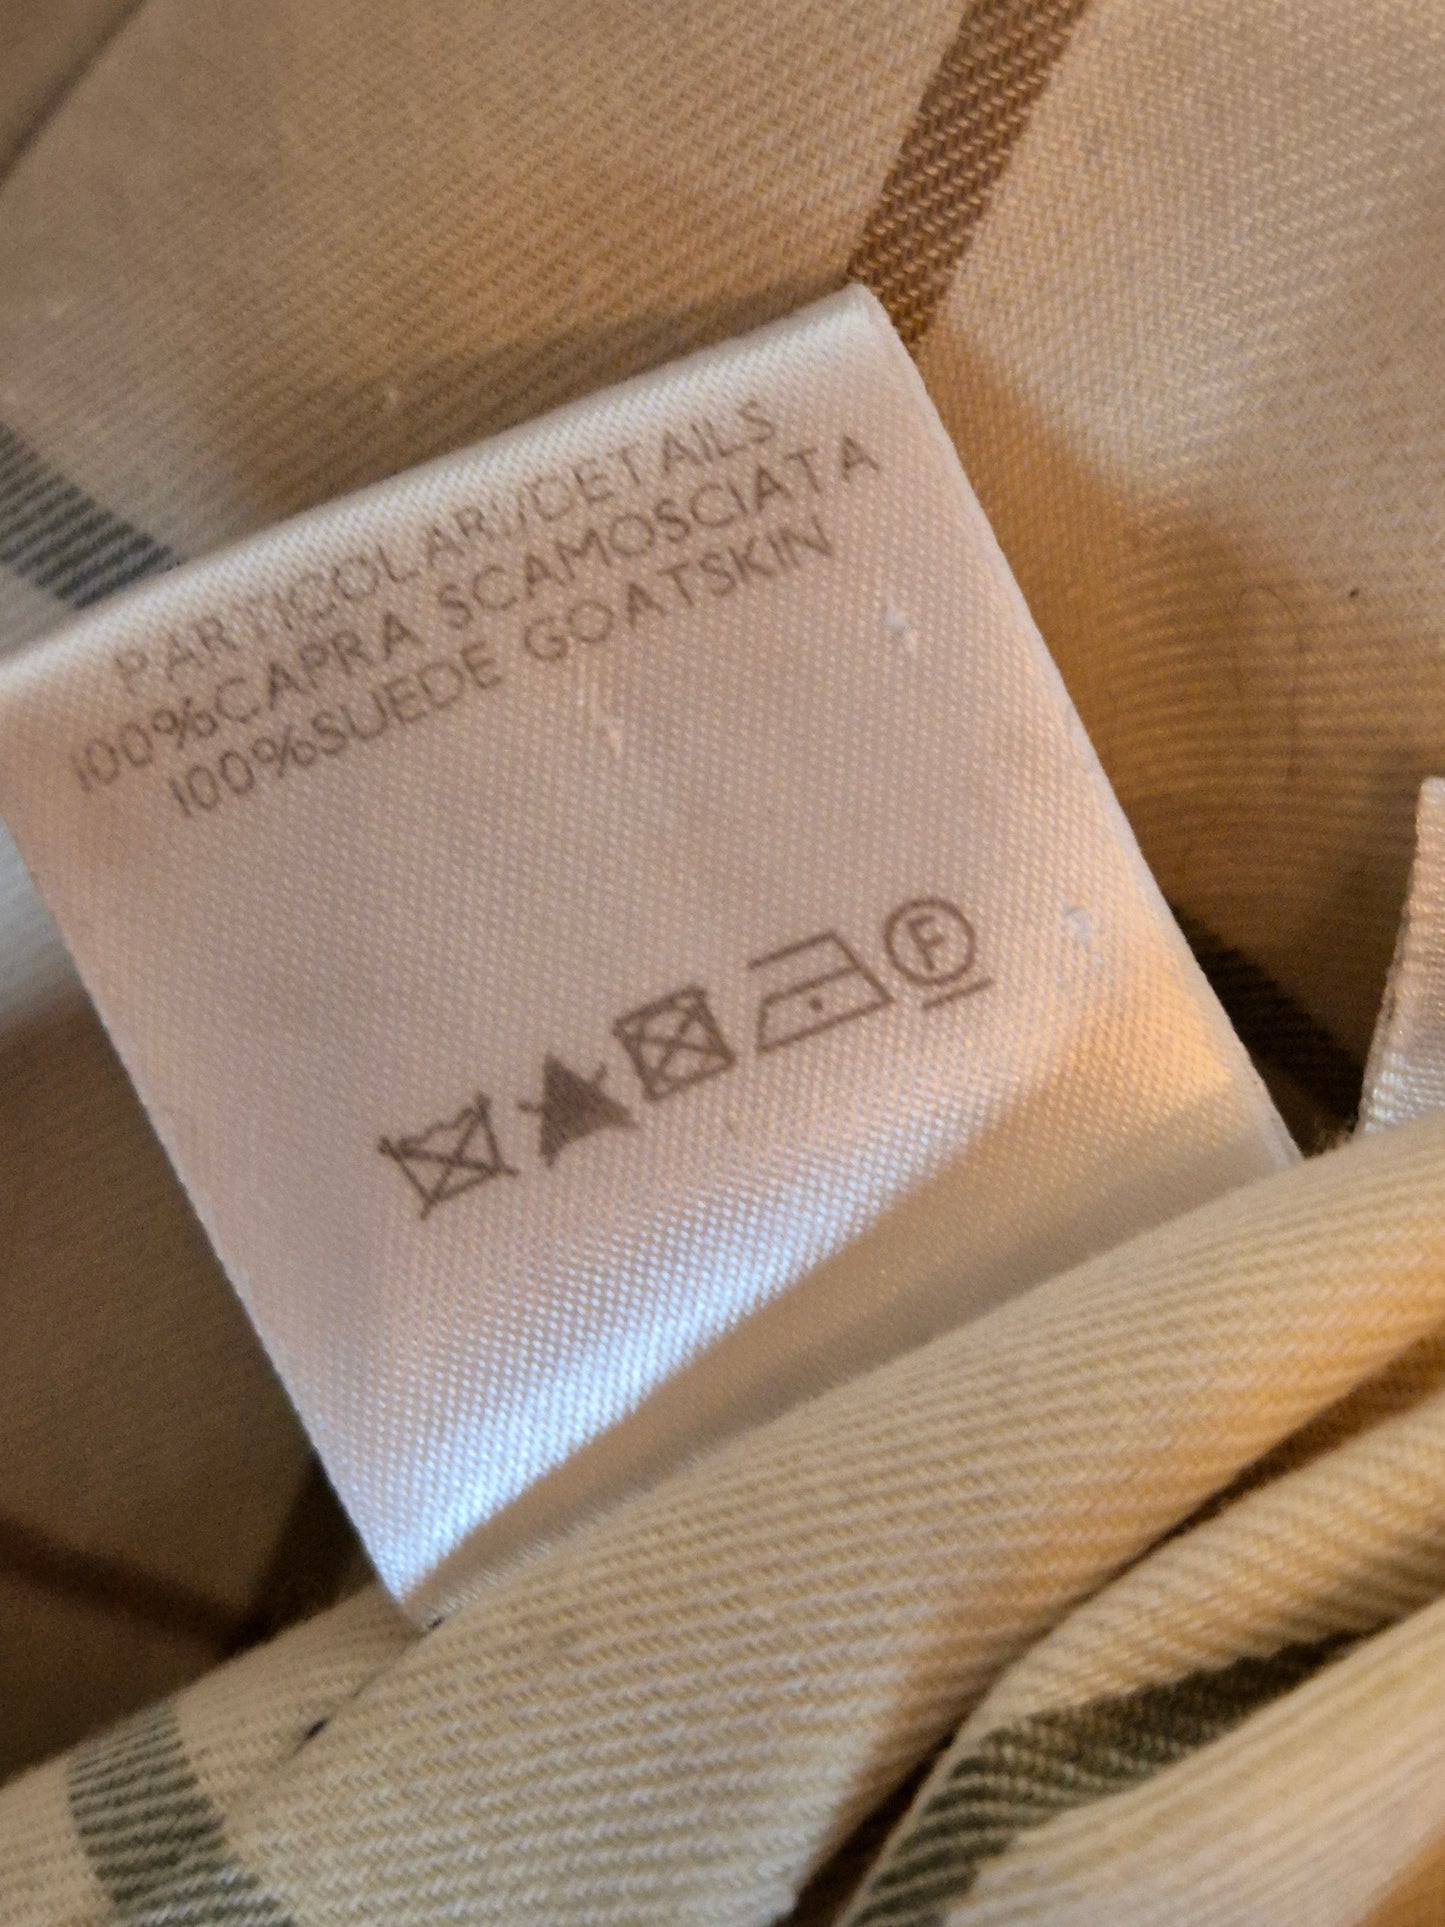 PARTICOLARI/DETAILS
100%CAPRA SCAMOSCIATA
100%SUEDE GOATSKIN
F